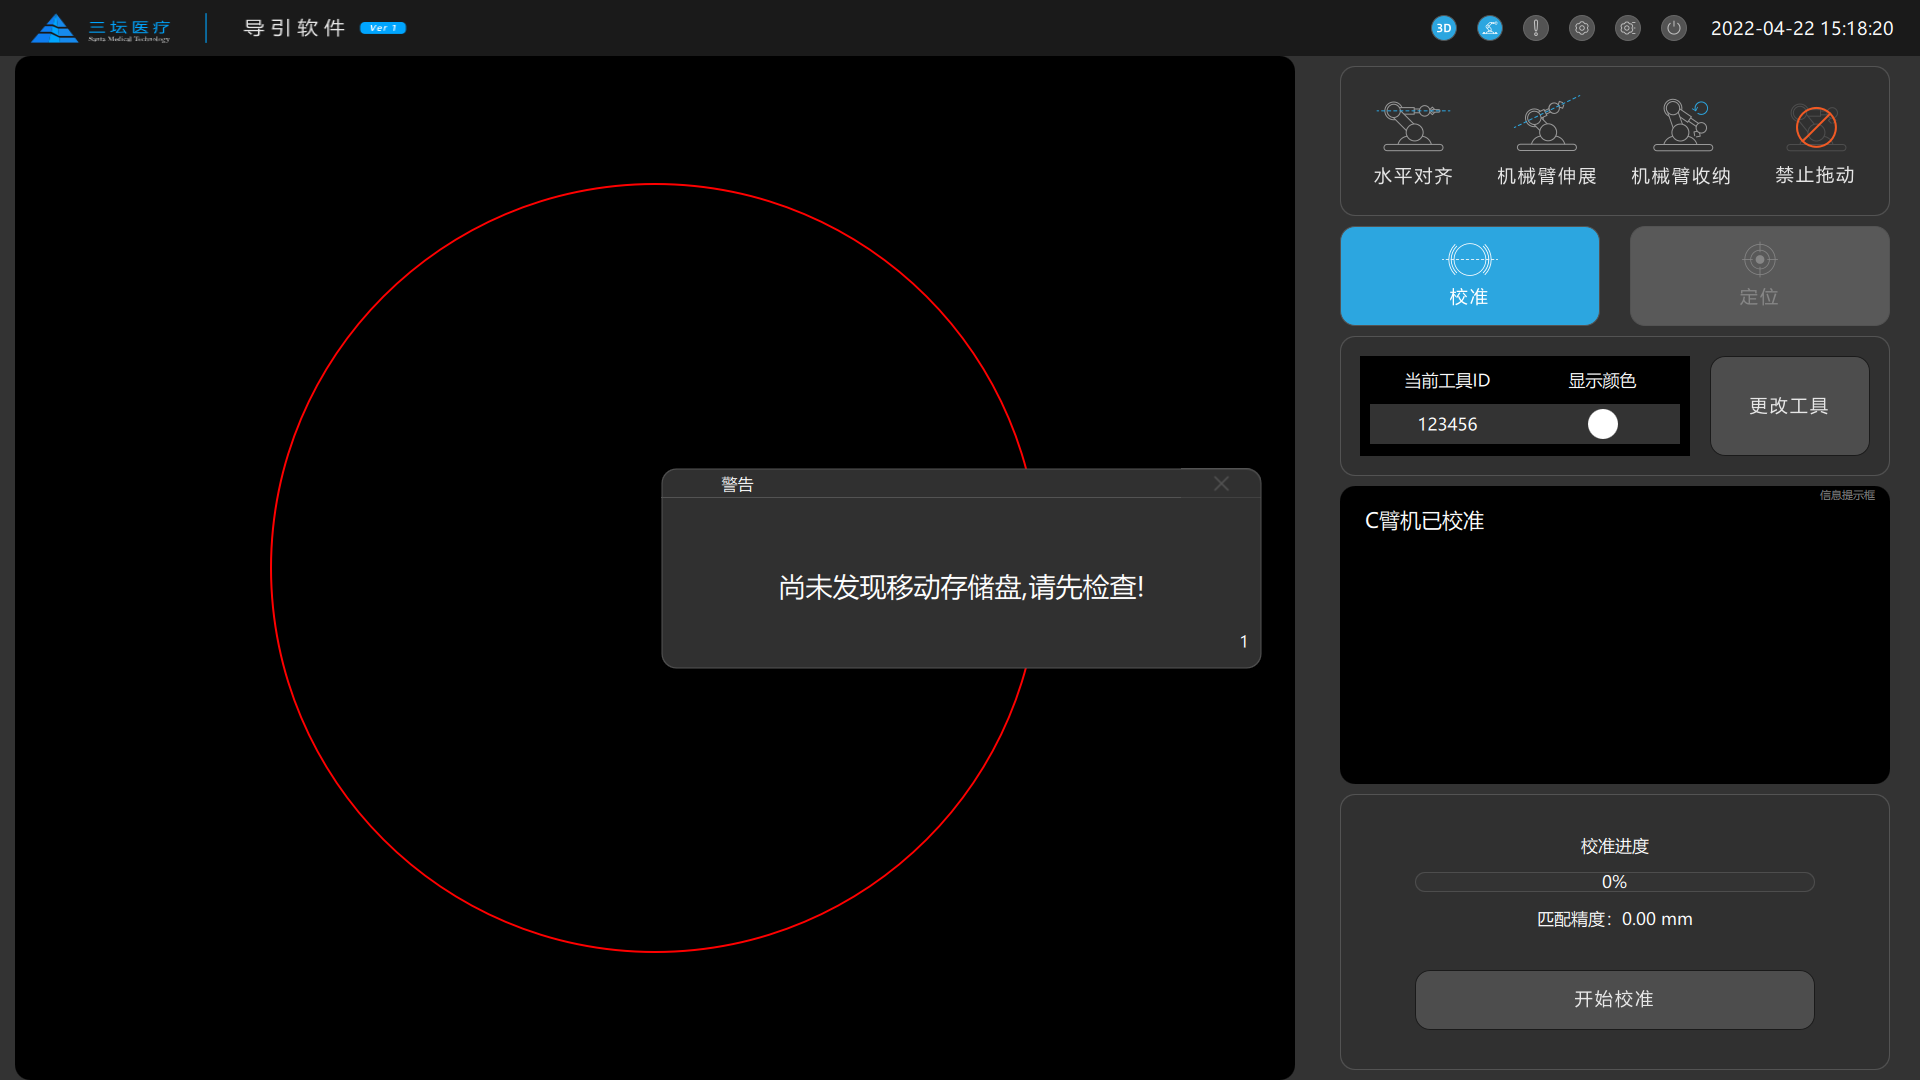 三坛医疗
Santa Medical Technology
导引软件
Ver 1
3D
2022-04-22 15:18:20
水平对齐
机械臂伸展
机械臂收纳
禁止拖动
校准
定位
当前工具ID
显示颜色
123456
更改工具
信息提示框
C臂机已校准
警告
尚未发现移动存储盘,请先检查!
1
校准进度
0%
匹配精度: 0.00 mm
开始校准